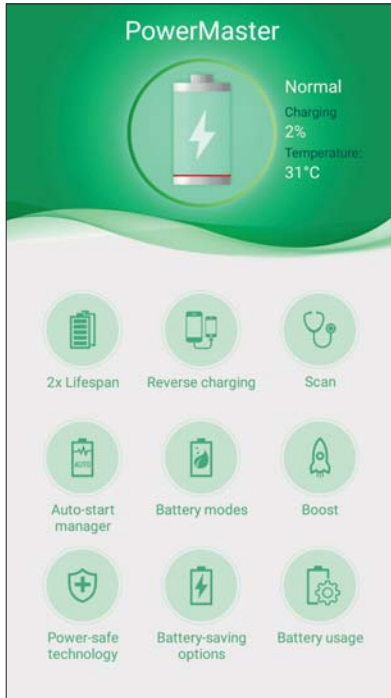 PowerMaster
Normal
Charging
2%
Temperature:
31°C
2x Lifespan
Reverse charging
Scan
AUTO
Auto-start
manager
Battery modes
Boost
Power-safe
technology
Battery-saving
options
Battery usage